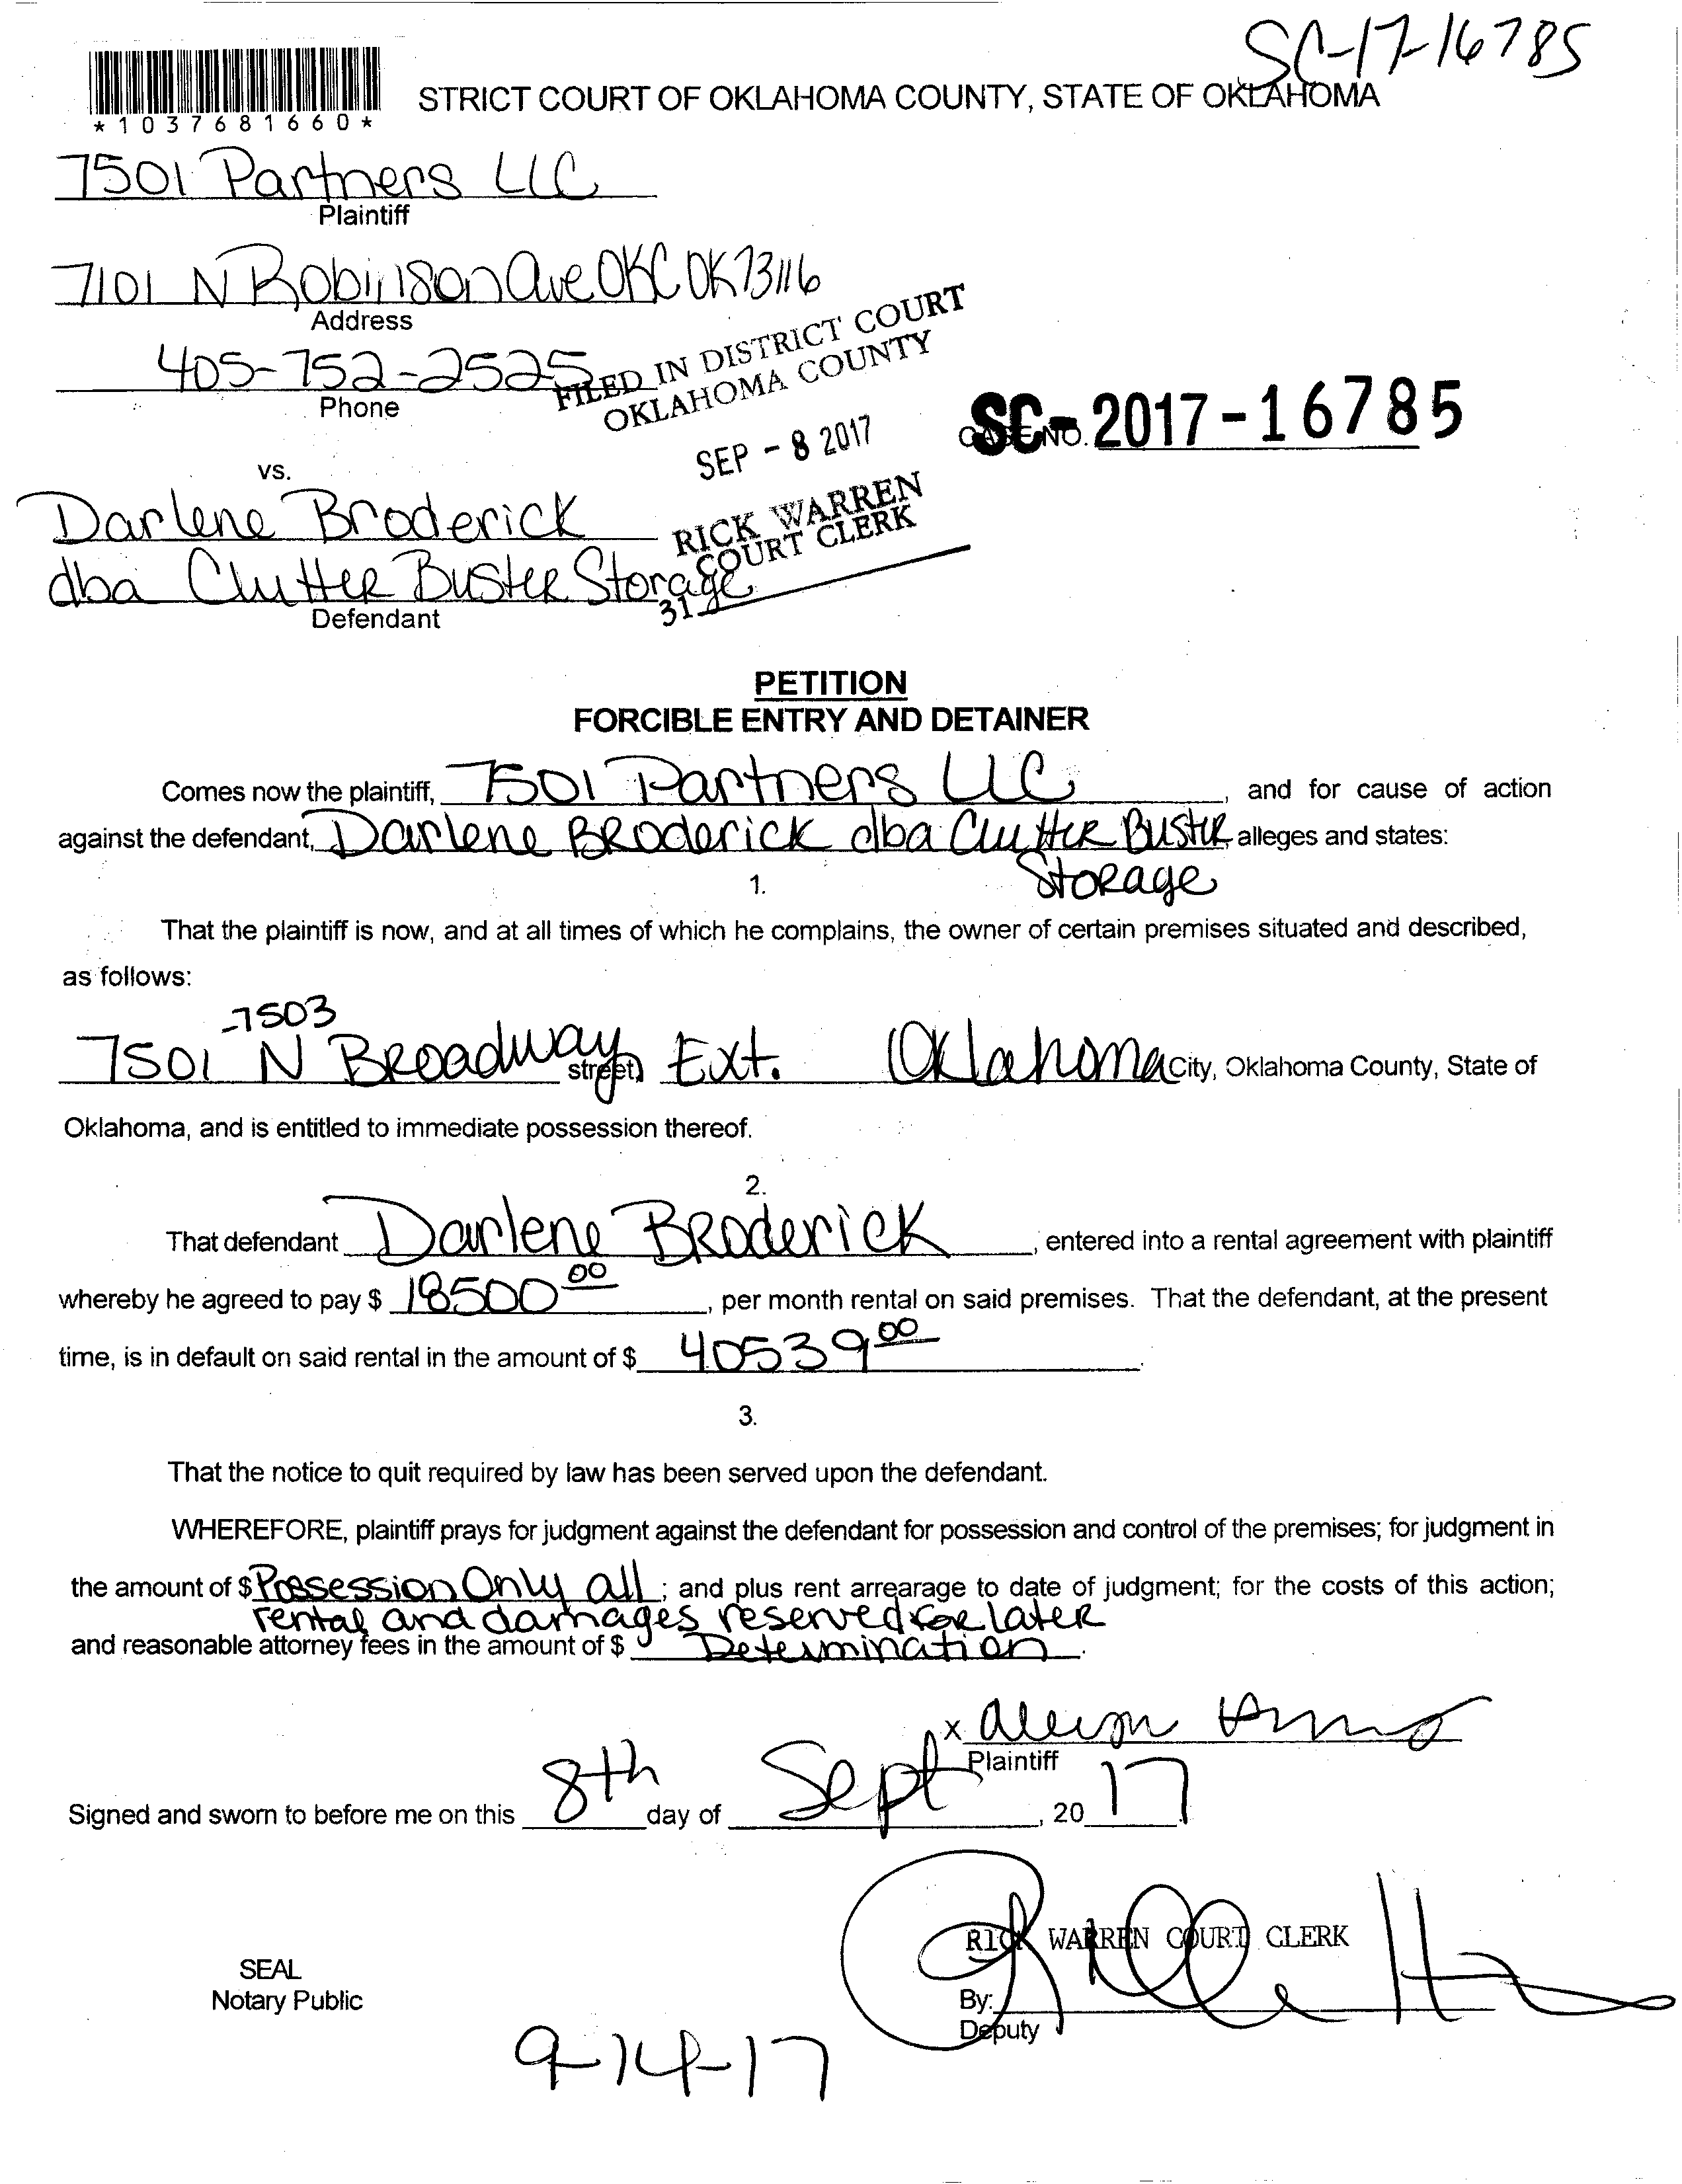 SC-17-16785
*1037681660*
STRICT COURT OF OKLAHOMA COUNTY, STATE OF OKLAHOMA
7501 Partners LLC
Plaintiff
7101 N Robinson Ave OKC OK 73116
Address
405-752-2525
Phone
FILED IN DISTRICT COURT
OKLAHOMA COUNTY
SEP - 8 2017
RICK WARREN
COURT CLERK
31
CASE NO. SC-2017-16785
vs.
Darlene Broderick
dba Clutter Buster Storage
Defendant
PETITION
FORCIBLE ENTRY AND DETAINER
Comes now the plaintiff, 7501 Partners LLC, and for cause of action
against the defendant, Darlene Broderick dba Clutter Buster alleges and states:
Storage
1.
That the plaintiff is now, and at all times of which he complains, the owner of certain premises situated and described,
as follows:
-7503
7501 N Broadway street, Ext. Oklahoma City, Oklahoma County, State of
Oklahoma, and is entitled to immediate possession thereof.
2.
That defendant Darlene Broderick, entered into a rental agreement with plaintiff
whereby he agreed to pay $ 18500 00, per month rental on said premises. That the defendant, at the present
time, is in default on said rental in the amount of $ 40539 00.
3.
That the notice to quit required by law has been served upon the defendant.
WHEREFORE, plaintiff prays for judgment against the defendant for possession and control of the premises; for judgment in
the amount of $ Possession Only all; and plus rent arrearage to date of judgment; for the costs of this action;
rental and damages reserved for later
and reasonable attorney fees in the amount of $ Determination.
x
Plaintiff
Signed and sworn to before me on this 8th day of Sept, 20 17
RICK WARREN COURT CLERK
SEAL
Notary Public
By:
Deputy
9-14-17